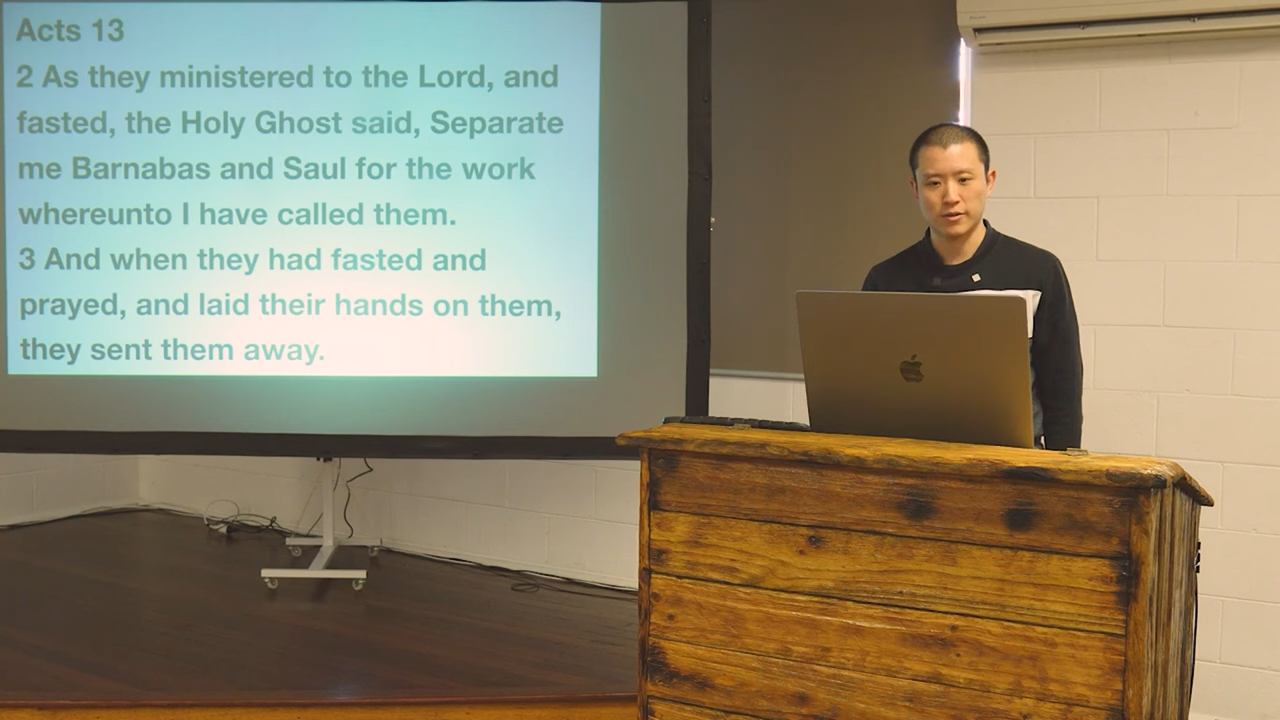 Acts 13
2 As they ministered to the Lord, and
fasted, the Holy Ghost said, Separate
me Barnabas and Saul for the work
whereunto I have called them.
3 And when they had fasted and
prayed, and laid their hands on them,
they sent them away.